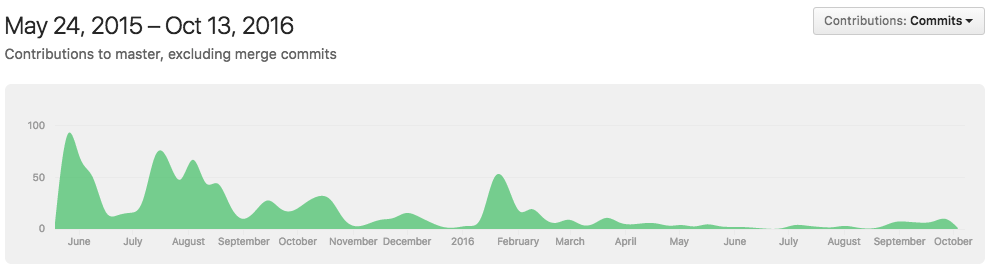 May 24, 2015 – Oct 13, 2016
Contributions: Commits
Contributions to master, excluding merge commits
100
50
0
June July August September October November December 2016 February March April May June July August September October